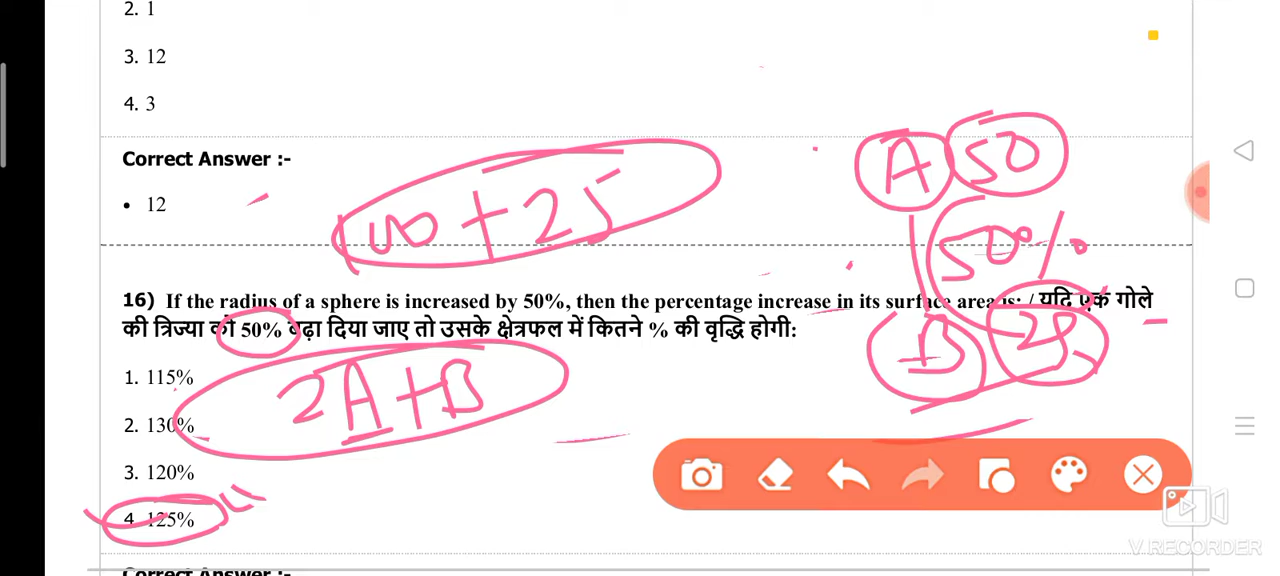 2. 1
3. 12
4. 3
Correct Answer :-
• 12
100 + 25
A 50
50%
B 25
16) If the radius of a sphere is increased by 50%, then the percentage increase in its surface area is: / यदि एक गोले
की त्रिज्या को 50% बढ़ा दिया जाए तो उसके क्षेत्रफल में कितने % की वृद्धि होगी:
1. 115%
2A+B
2. 130%
3. 120%
4. 125%
V.RECORDER
Correct Answer :-